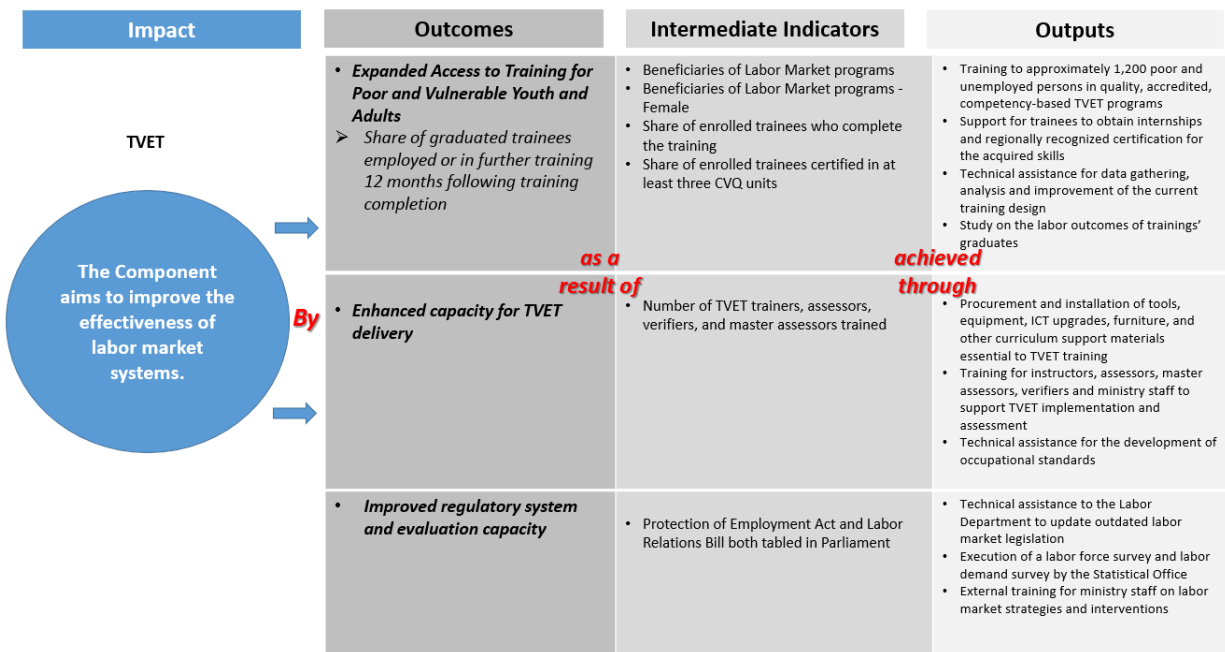 Impact
Outcomes
Intermediate Indicators
Outputs
TVET
The Component
aims to improve the
effectiveness of
labor market
systems.
By
• Expanded Access to Training for
Poor and Vulnerable Youth and
Adults
➢ Share of graduated trainees
employed or in further training
12 months following training
completion
as a
result of
• Beneficiaries of Labor Market programs
• Beneficiaries of Labor Market programs -
Female
• Share of enrolled trainees who complete
the training
• Share of enrolled trainees certified in at
least three CVQ units
achieved
through
• Training to approximately 1,200 poor and
unemployed persons in quality, accredited,
competency-based TVET programs
• Support for trainees to obtain internships
and regionally recognized certification for
the acquired skills
• Technical assistance for data gathering,
analysis and improvement of the current
training design
• Study on the labor outcomes of trainings’
graduates
• Enhanced capacity for TVET
delivery
• Number of TVET trainers, assessors,
verifiers, and master assessors trained
• Procurement and installation of tools,
equipment, ICT upgrades, furniture, and
other curriculum support materials
essential to TVET training
• Training for instructors, assessors, master
assessors, verifiers and ministry staff to
support TVET implementation and
assessment
• Technical assistance for the development of
occupational standards
• Improved regulatory system
and evaluation capacity
• Protection of Employment Act and Labor
Relations Bill both tabled in Parliament
• Technical assistance to the Labor
Department to update outdated labor
market legislation
• Execution of a labor force survey and labor
demand survey by the Statistical Office
• External training for ministry staff on labor
market strategies and interventions